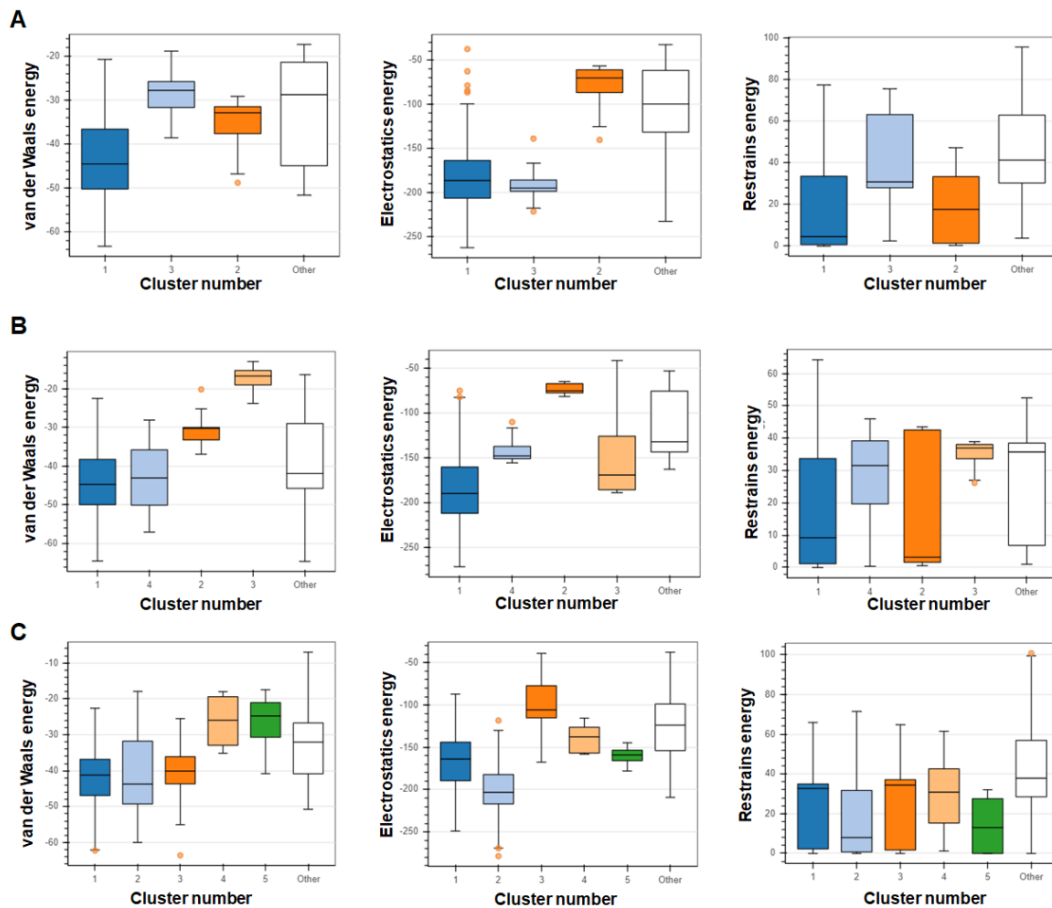 A
van der Waals energy
-20
-30
-40
-50
-60
1
3
2
Other
Cluster number
Electrostatics energy
-50
-100
-150
-200
-250
1
3
2
Other
Cluster number
Restrains energy
100
80
60
40
20
0
1
3
2
Other
Cluster number
B
van der Waals energy
-20
-30
-40
-50
-60
1
4
2
3
Other
Cluster number
Electrostatics energy
-50
-100
-150
-200
-250
1
4
2
3
Other
Cluster number
Restrains energy
60
50
30
20
10
0
1
4
2
3
Other
Cluster number
C
van der Waals energy
-10
-20
-30
-40
-50
-60
1
2
3
4
5
Other
Cluster number
Electrostatics energy
-50
-100
-150
-200
-250
1
2
3
4
5
Other
Cluster number
Restrains energy
100
80
60
40
20
0
1
2
3
4
5
Other
Cluster number